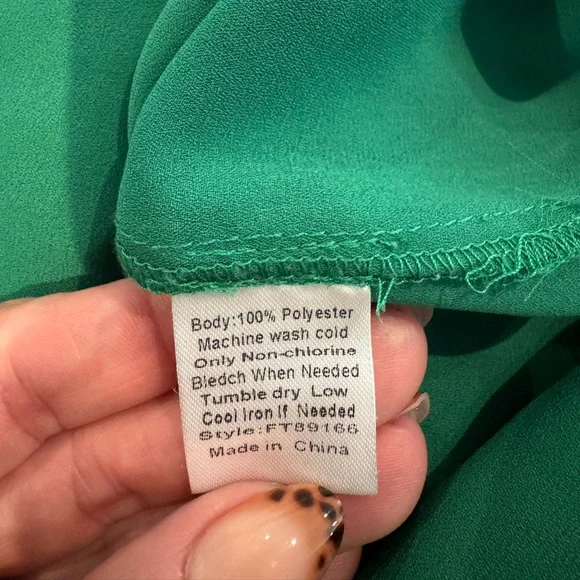 Body:100% Polyester
Machine wash cold
Only Non-chlorine
Bledch When Needed
Tumble dry Low
Cool Iron If Needed
Style:FT89166
Made in China